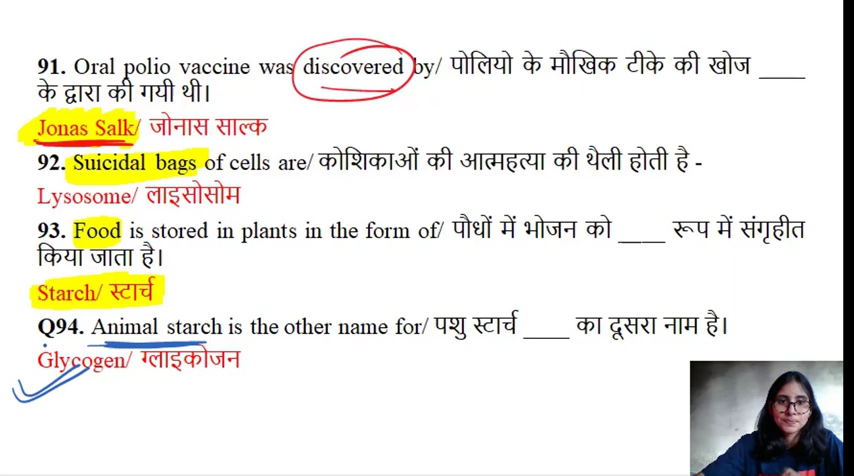 91. Oral polio vaccine was discovered by/ पोलियो के मौखिक टीके की खोज ____
के द्वारा की गयी थी।
Jonas Salk/ जोनास साल्क
92. Suicidal bags of cells are/ कोशिकाओं की आत्महत्या की थैली होती है -
Lysosome/ लाइसोसोम
93. Food is stored in plants in the form of/ पौधों में भोजन को ____ रूप में संगृहीत
किया जाता है।
Starch/ स्टार्च
Q94. Animal starch is the other name for/ पशु स्टार्च ____ का दूसरा नाम है।
Glycogen/ ग्लाइकोजन